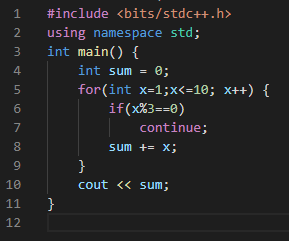 1 #include <bits/stdc++.h>
2 using namespace std;
3 int main() {
4     int sum = 0;
5     for(int x=1;x<=10; x++) {
6         if(x%3==0)
7             continue;
8         sum += x;
9     }
10     cout << sum;
11 }
12